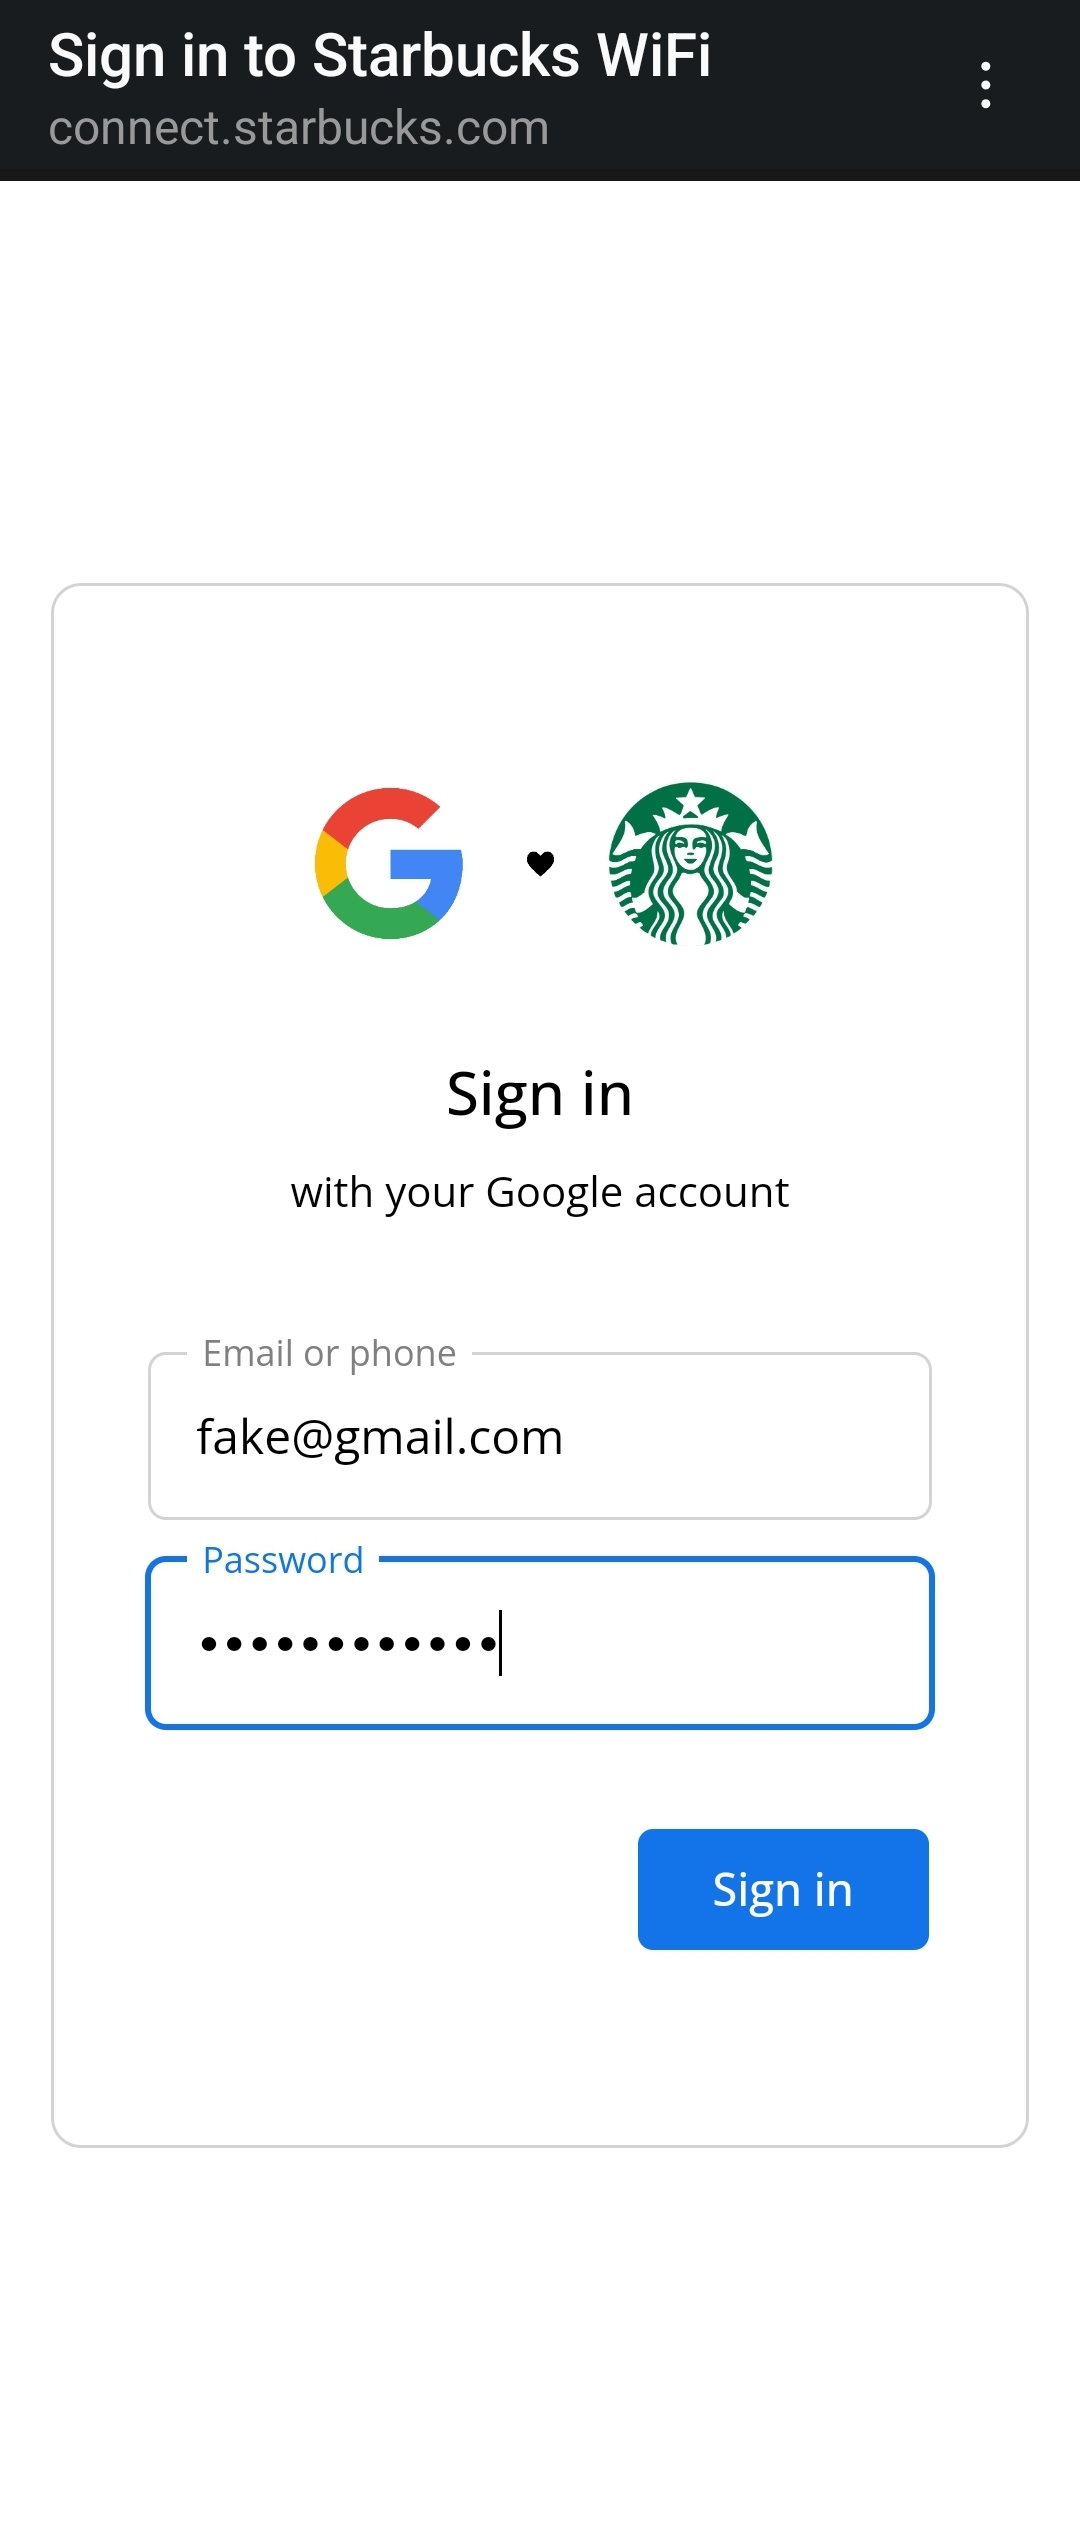 Sign in to Starbucks WiFi
connect.starbucks.com
Sign in
with your Google account
Email or phone
fake@gmail.com
Password
••••••••••••
Sign in